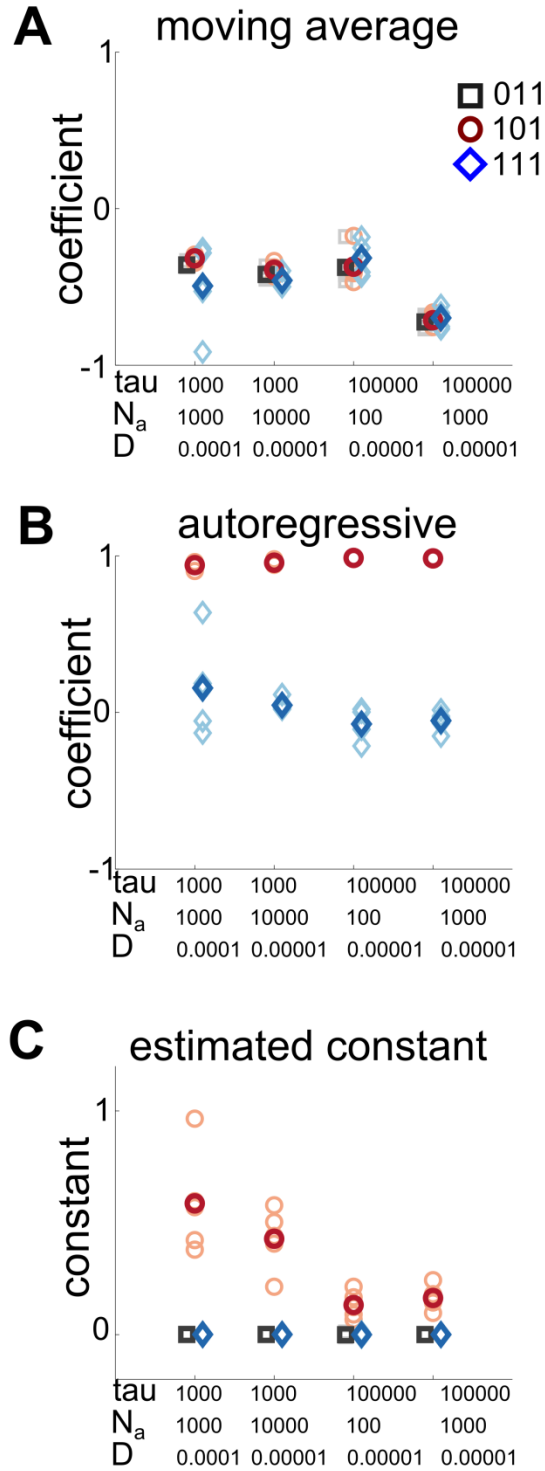 A moving average
1
011
101
111
0
coefficient
-1
tau 1000 1000 100000 100000
Na 1000 10000 100 1000
D 0.0001 0.00001 0.00001 0.00001
B autoregressive
1
0
coefficient
-1
tau 1000 1000 100000 100000
Na 1000 10000 100 1000
D 0.0001 0.00001 0.00001 0.00001
C estimated constant
1
constant
0
tau 1000 1000 100000 100000
Na 1000 10000 100 1000
D 0.0001 0.00001 0.00001 0.00001